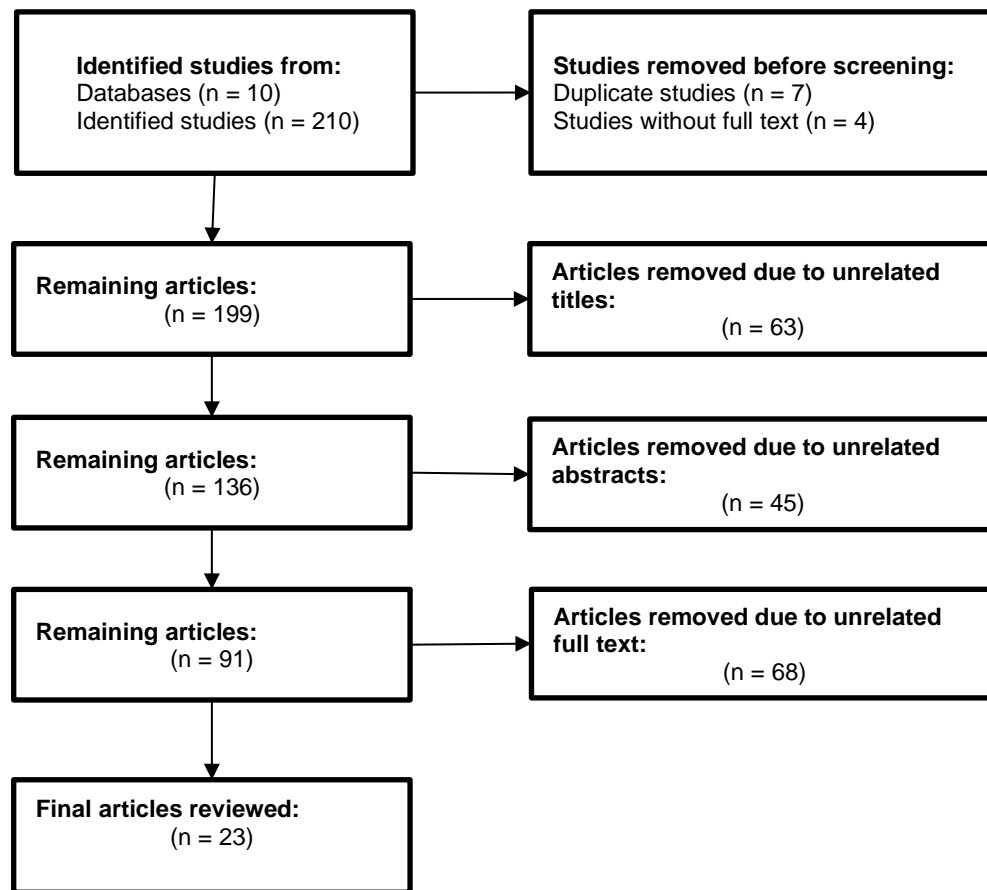 Identified studies from:
Databases (n = 10)
Identified studies (n = 210)
Studies removed before screening:
Duplicate studies (n = 7)
Studies without full text (n = 4)
Remaining articles:
(n = 199)
Articles removed due to unrelated
titles:
(n = 63)
Remaining articles:
(n = 136)
Articles removed due to unrelated
abstracts:
(n = 45)
Remaining articles:
(n = 91)
Articles removed due to unrelated
full text:
(n = 68)
Final articles reviewed:
(n = 23)